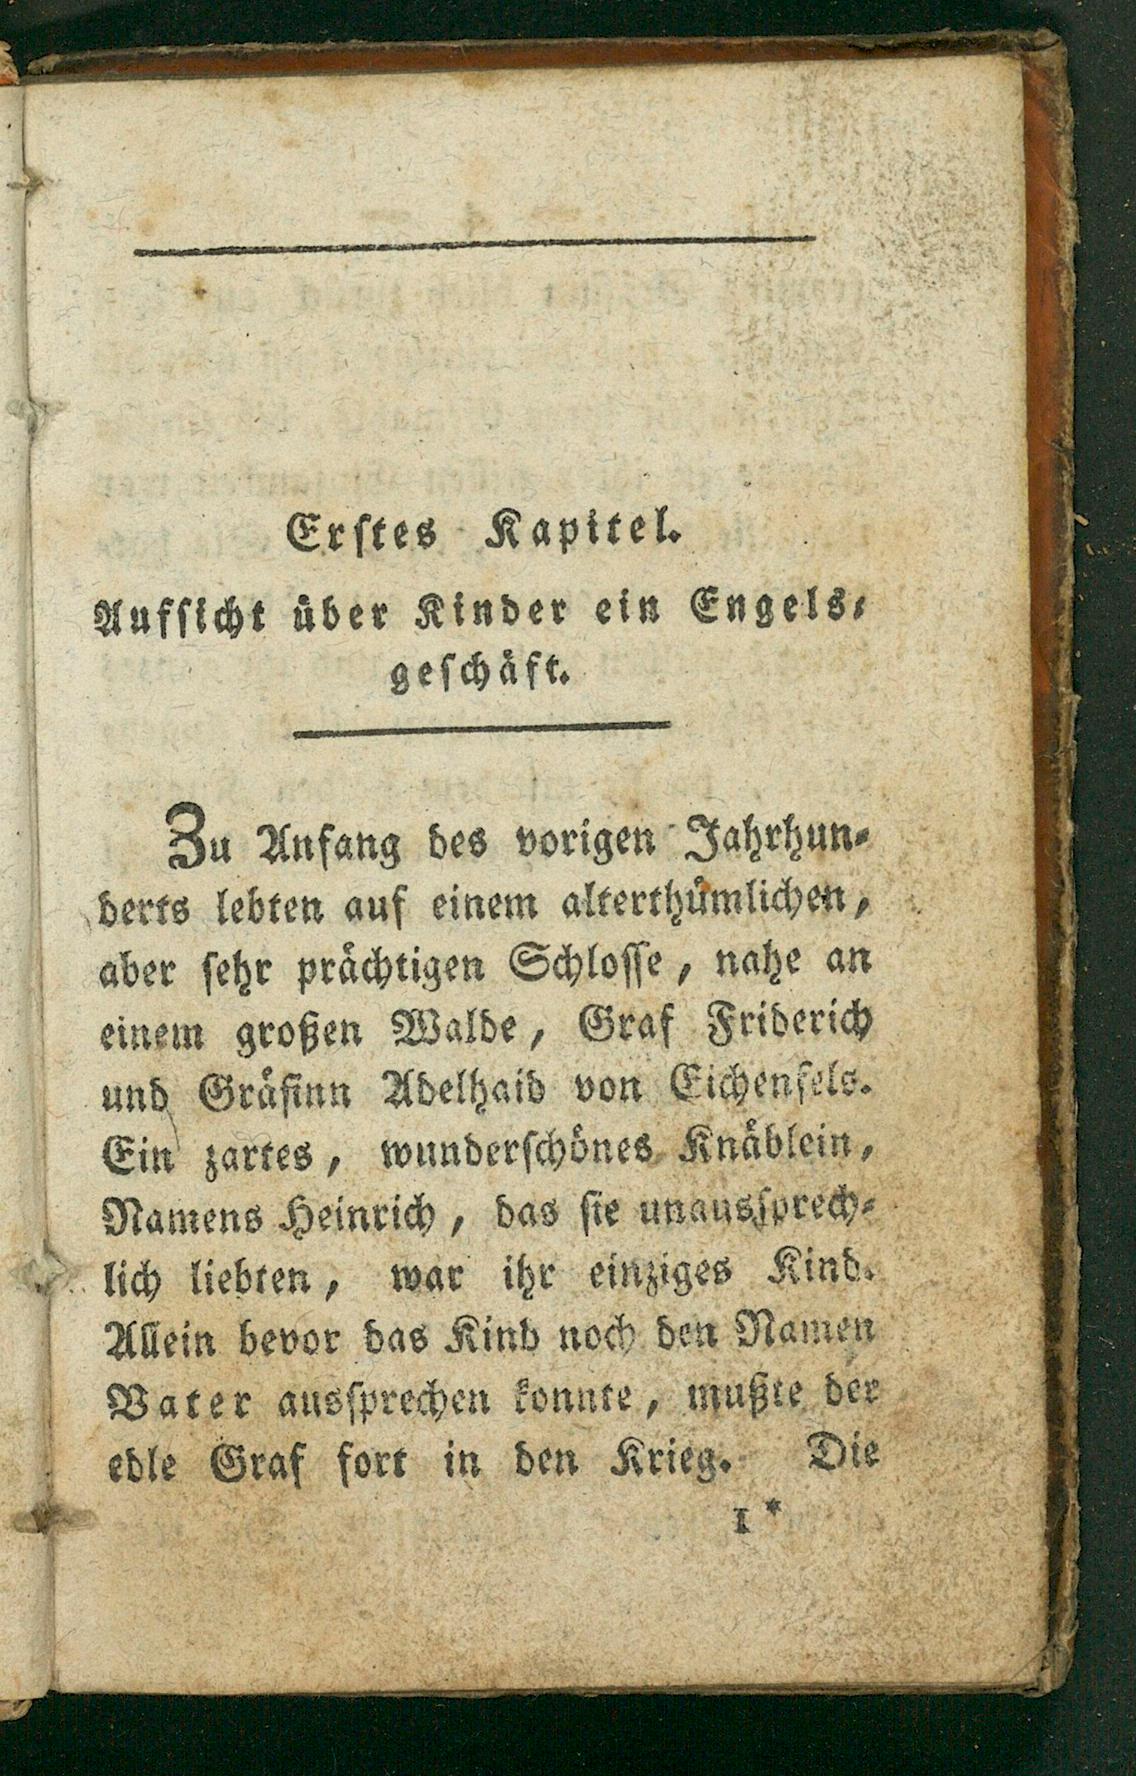 Erſtes Kapitel.
Aufſicht über Kinder ein Engels-
geſchäft.
Zu Anfang des vorigen Jahrhun-
derts lebten auf einem alterthümlichen,
aber ſehr prächtigen Schloſſe, nahe an
einem großen Walde, Graf Friderich
und Gräfinn Adelhaid von Eichenfels.
Ein zartes, wunderſchönes Knäblein,
Namens Heinrich, das ſie unausſprech-
lich liebten, war ihr einziges Kind.
Allein bevor das Kind noch den Namen
Vater ausſprechen konnte, mußte der
edle Graf fort in den Krieg. Die
1 *